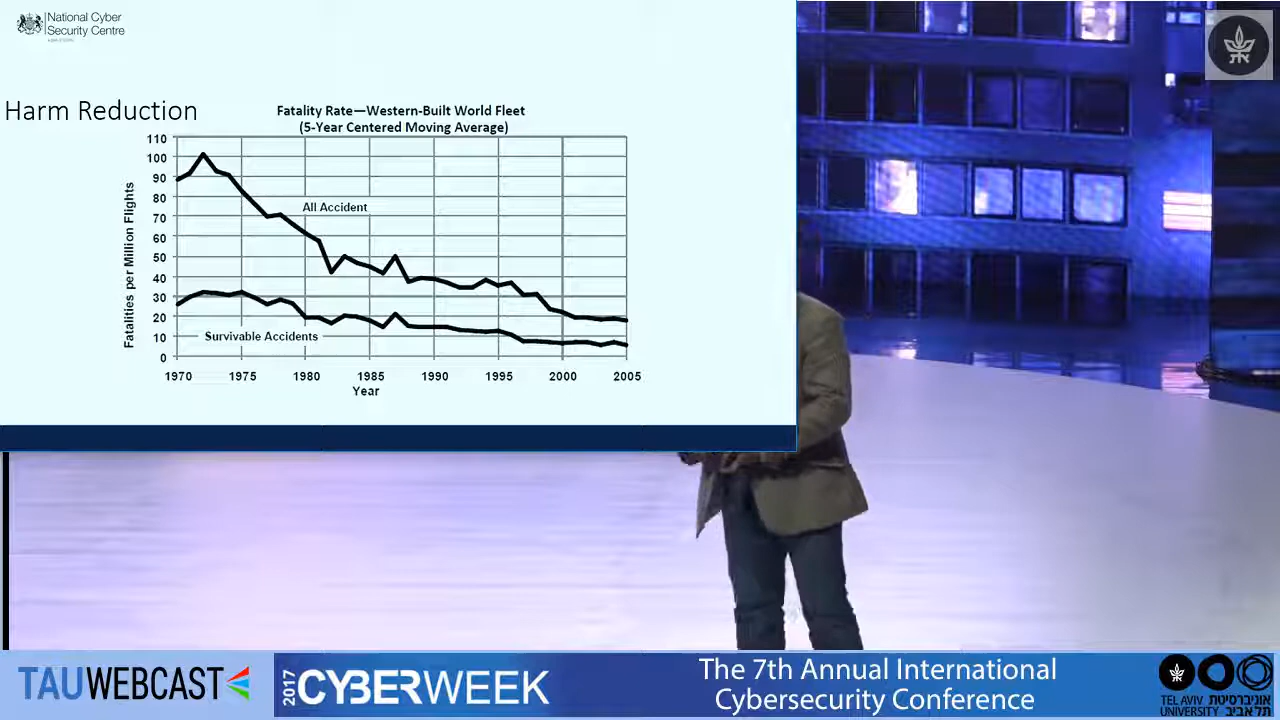 National Cyber
Security Centre
Harm Reduction
Fatality Rate—Western-Built World Fleet
(5-Year Centered Moving Average)
Fatalities per Million Flights
110
100
90
80
70
60
50
40
30
20
10
0
All Accident
Survivable Accidents
1970 1975 1980 1985 1990 1995 2000 2005
Year
TAUWEBCAST
2017
CYBERWEEK
The 7th Annual International
Cybersecurity Conference
TEL AVIV אוניברסיטת
UNIVERSITY תל אביב